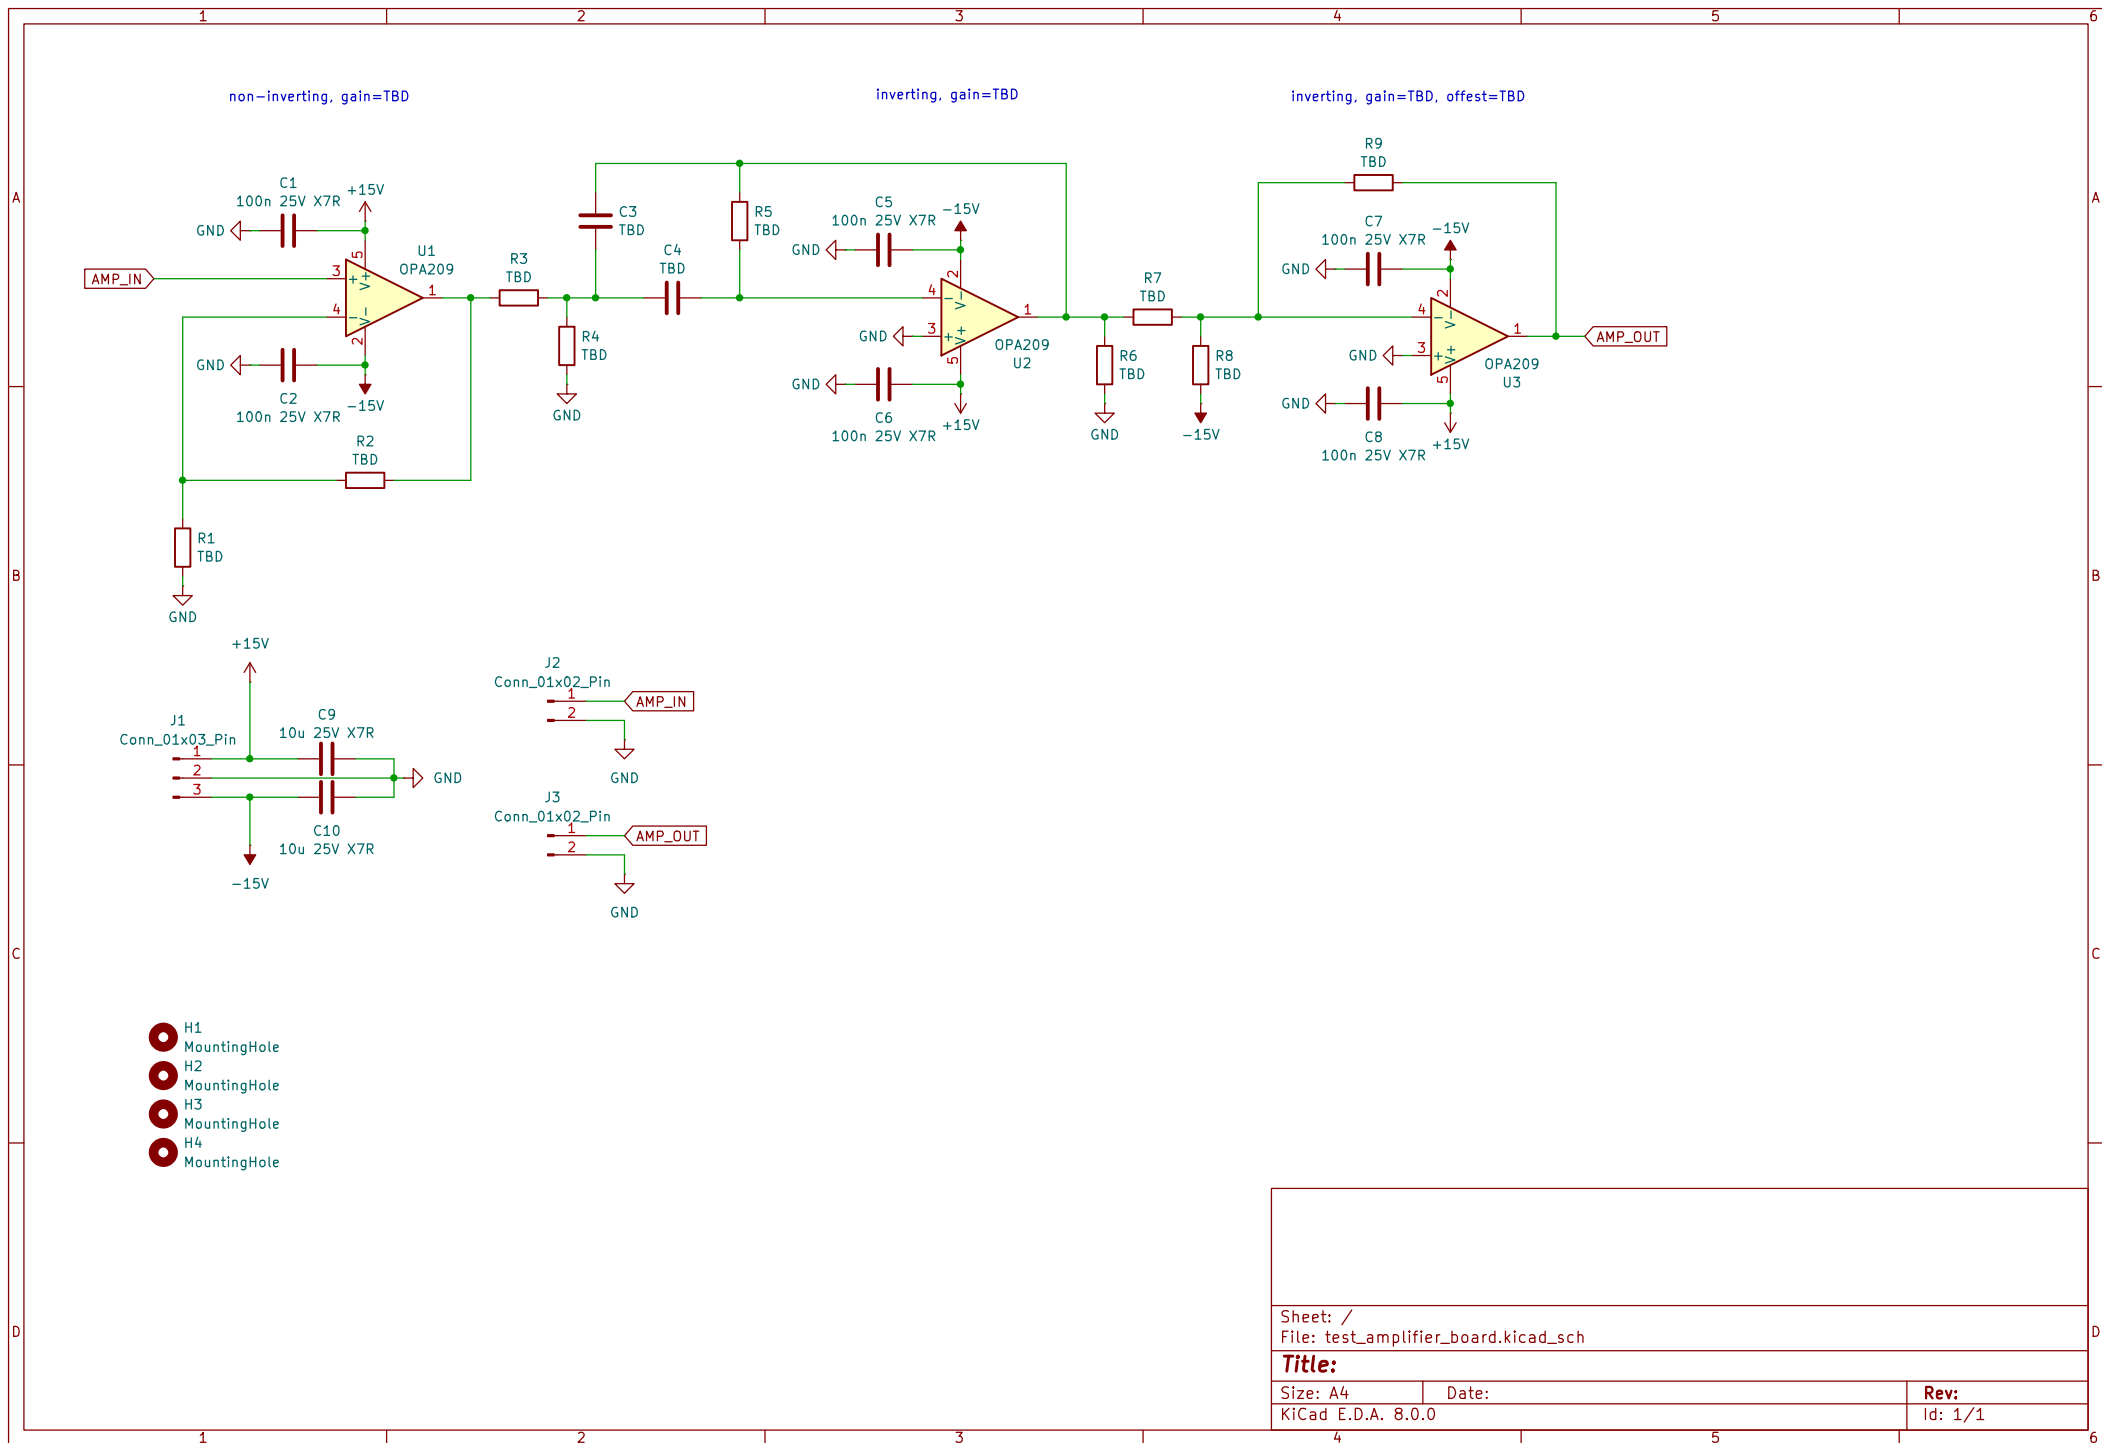 1 2 3 4 5 6
non-inverting, gain=TBD
inverting, gain=TBD
inverting, gain=TBD, offest=TBD
A
A
C1
100n 25V X7R
+15V
GND
AMP_IN
3
+
5
V+
U1
OPA209
1
4
-
V-
2
GND
C2
100n 25V X7R
-15V
R2
TBD
R1
TBD
GND
R3
TBD
R4
TBD
GND
C3
TBD
C4
TBD
R5
TBD
C5
100n 25V X7R
-15V
GND
2
V-
4
-
GND
3
+
V+
5
1
OPA209
U2
GND
C6
100n 25V X7R
+15V
R7
TBD
R6
TBD
GND
R8
TBD
-15V
R9
TBD
C7
100n 25V X7R
-15V
GND
2
V-
4
-
GND
3
+
V+
5
1
AMP_OUT
OPA209
U3
GND
C8
100n 25V X7R
+15V
B
B
+15V
J1
Conn_01x03_Pin
1
2
3
C9
10u 25V X7R
GND
C10
10u 25V X7R
-15V
J2
Conn_01x02_Pin
1
2
AMP_IN
GND
J3
Conn_01x02_Pin
1
2
AMP_OUT
GND
C
C
H1
MountingHole
H2
MountingHole
H3
MountingHole
H4
MountingHole
D
D
Sheet: /
File: test_amplifier_board.kicad_sch
Title:
Size: A4
Date:
Rev:
KiCad E.D.A. 8.0.0
Id: 1/1
1 2 3 4 5 6